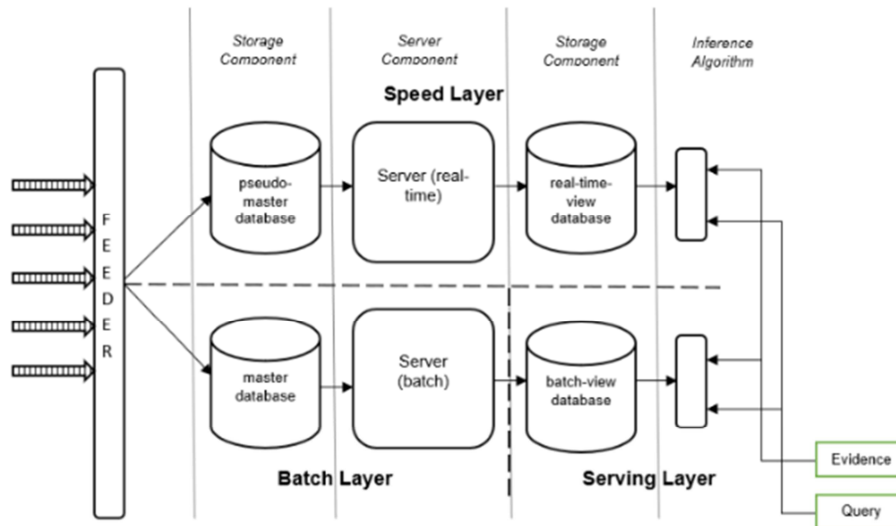 Storage
Component
Server
Component
Storage
Component
Inference
Algorithm
Speed Layer
F
E
E
D
E
R
pseudo-
master
database
Server (real-
time)
real-time-
view
database
master
database
Server
(batch)
batch-view
database
Batch Layer
Serving Layer
Evidence
Query